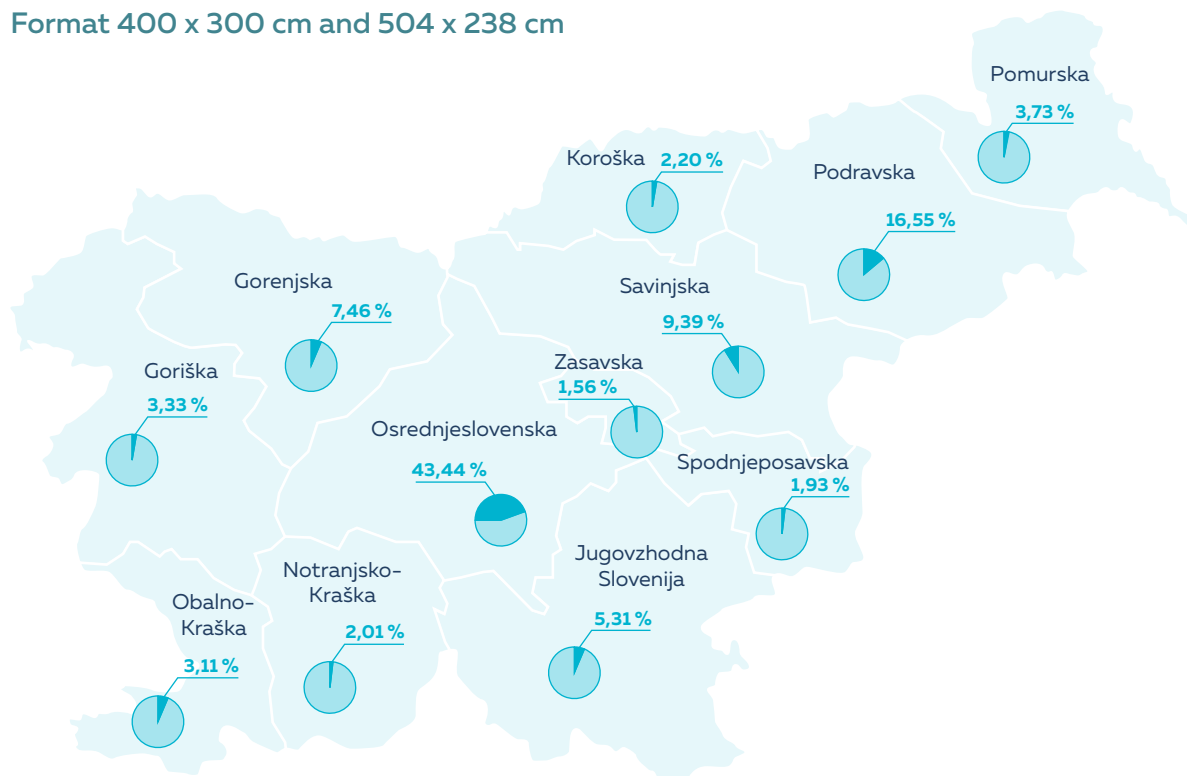 Format 400 x 300 cm and 504 x 238 cm
Pomurska
3,73 %
Koroška
2,20 %
Podravska
16,55 %
Gorenjska
7,46 %
Savinjska
9,39 %
Zasavska
1,56 %
Goriška
3,33 %
Osrednjeslovenska
43,44 %
Spodnjeposavska
1,93 %
Jugovzhodna
Slovenija
5,31 %
Notranjsko-
Kraška
2,01 %
Obalno-
Kraška
3,11 %